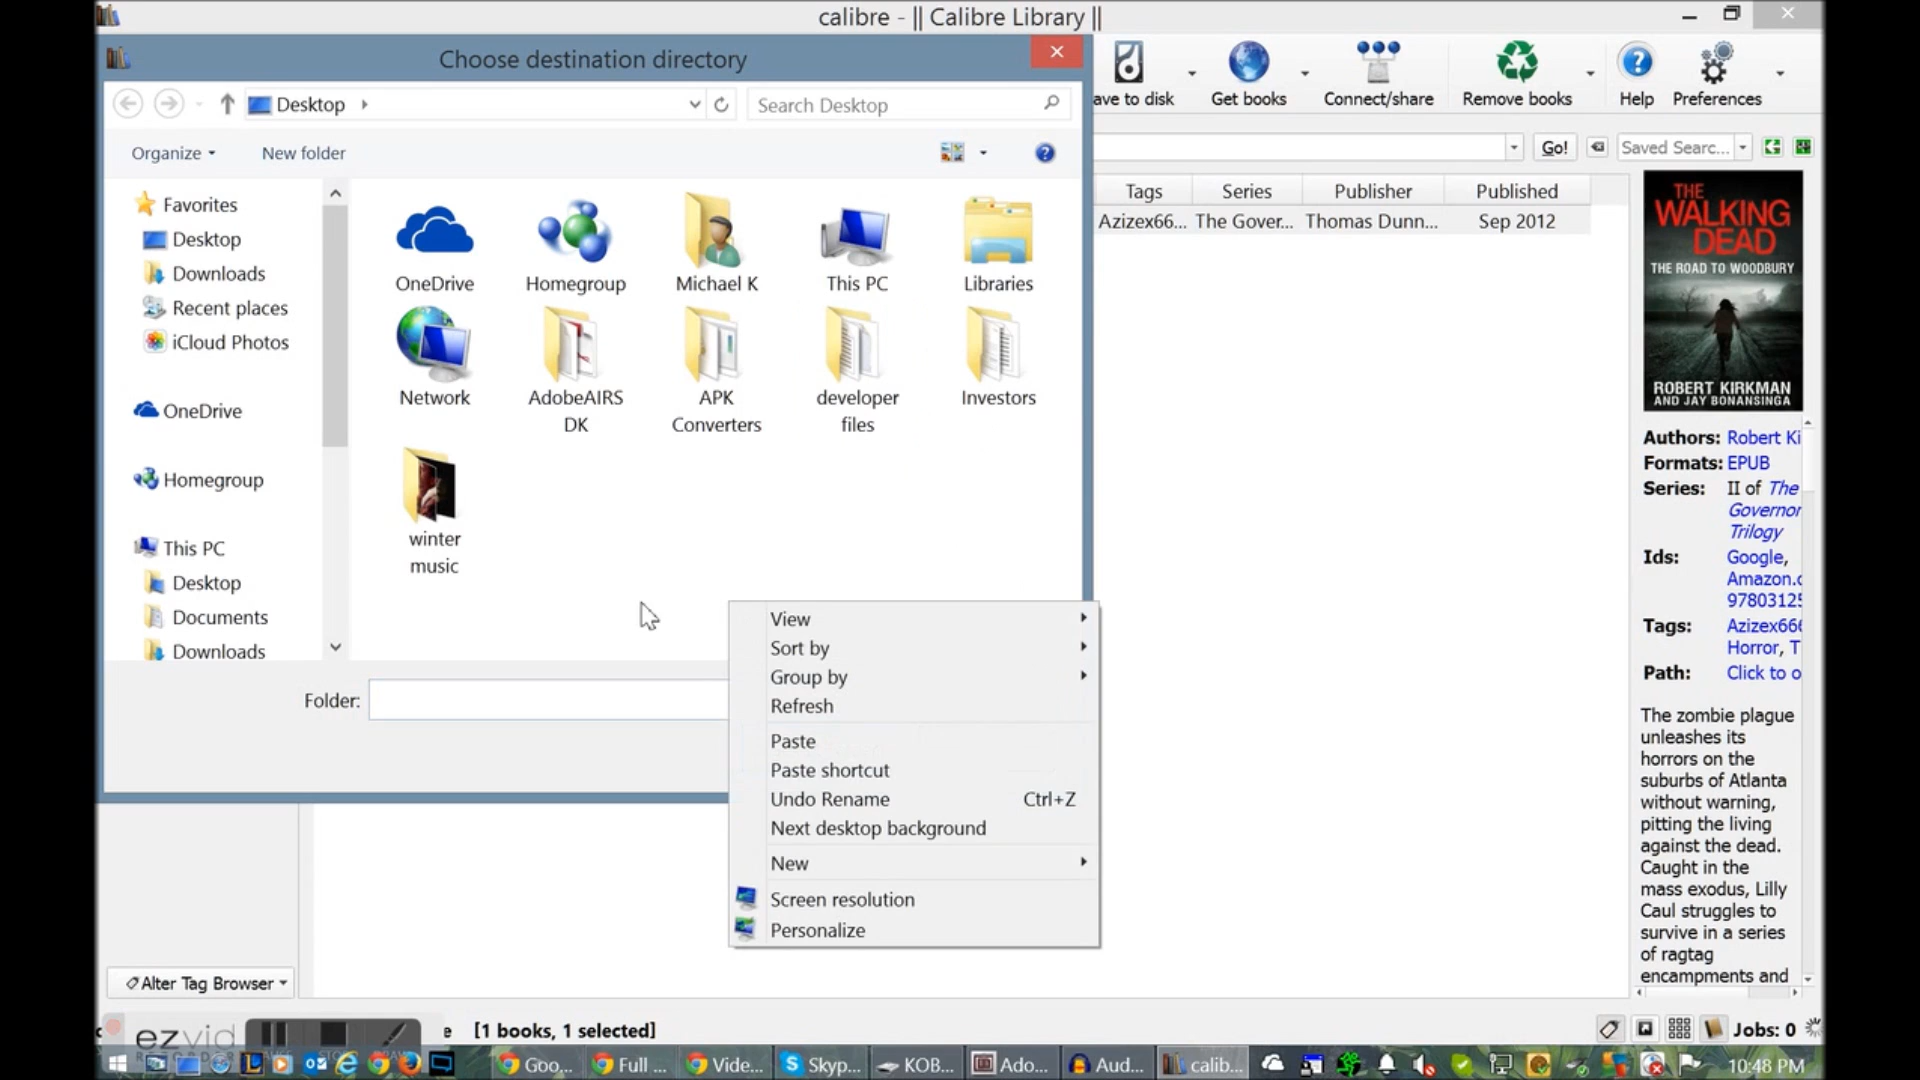 calibre - || Calibre Library ||
Choose destination directory
Desktop
Search Desktop
Organize
New folder
ave to disk
Get books
Connect/share
Remove books
Help
Preferences
Go!
Saved Searc...
Tags
Series
Publisher
Published
Azizex66...
The Gover...
Thomas Dunn...
Sep 2012
Favorites
Desktop
Downloads
Recent places
iCloud Photos
OneDrive
Homegroup
This PC
Desktop
Documents
Downloads
OneDrive
Homegroup
Michael K
This PC
Libraries
Network
AdobeAIRS
DK
APK
Converters
developer
files
Investors
winter
music
Folder:
View
Sort by
Group by
Refresh
Paste
Paste shortcut
Undo Rename Ctrl+Z
Next desktop background
New
Screen resolution
Personalize
THE
WALKING
DEAD
THE ROAD TO WOODBURY
ROBERT KIRKMAN
AND JAY BONANSINGA
Authors: Robert Ki
Formats: EPUB
Series: II of The
Governor
Trilogy
Ids: Google,
Amazon.c
9780312
Tags: Azizex666
Horror, T
Path: Click to o
The zombie plague
unleashes its
horrors on the
suburbs of Atlanta
without warning,
pitting the living
against the dead.
Caught in the
mass exodus, Lilly
Caul struggles to
survive in a series
of ragtag
encampments and
Alter Tag Browser
ezvid
e [1 books, 1 selected]
Jobs: 0
Goo...
Full ...
Vide...
Skyp...
KOB...
Ado...
Aud...
calib...
10:48 PM